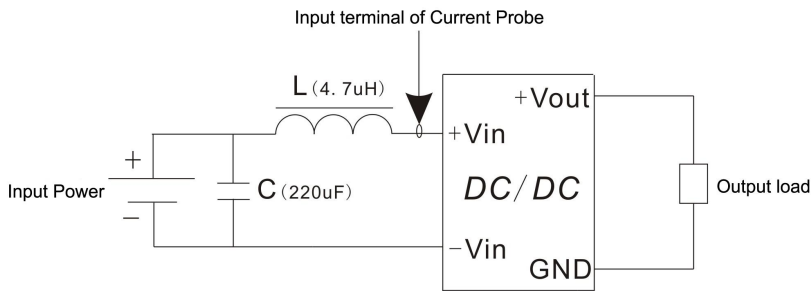 Input terminal of Current Probe
L(4.7uH)
+Vout
+Vin
+
Input Power
C(220uF)
DC/DC
Output load
−
−Vin
GND